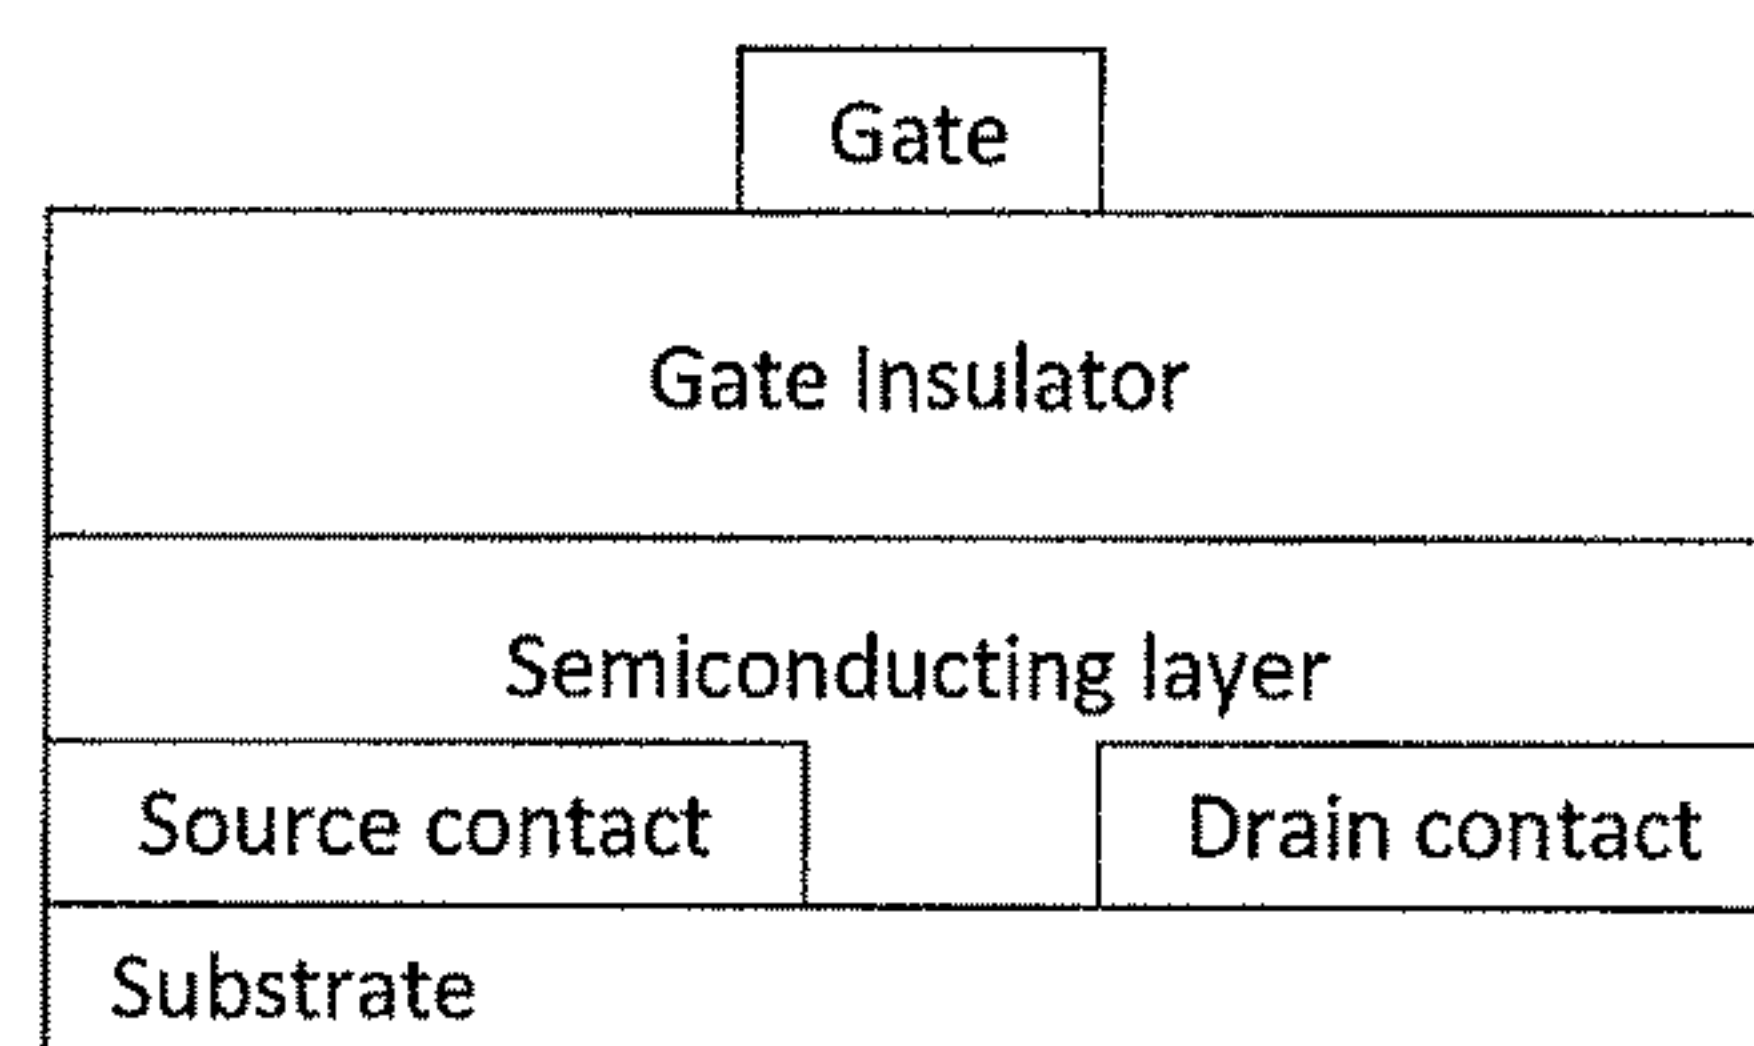 Gate
Gate Insulator
Semiconducting layer
Source contact
Drain contact
Substrate